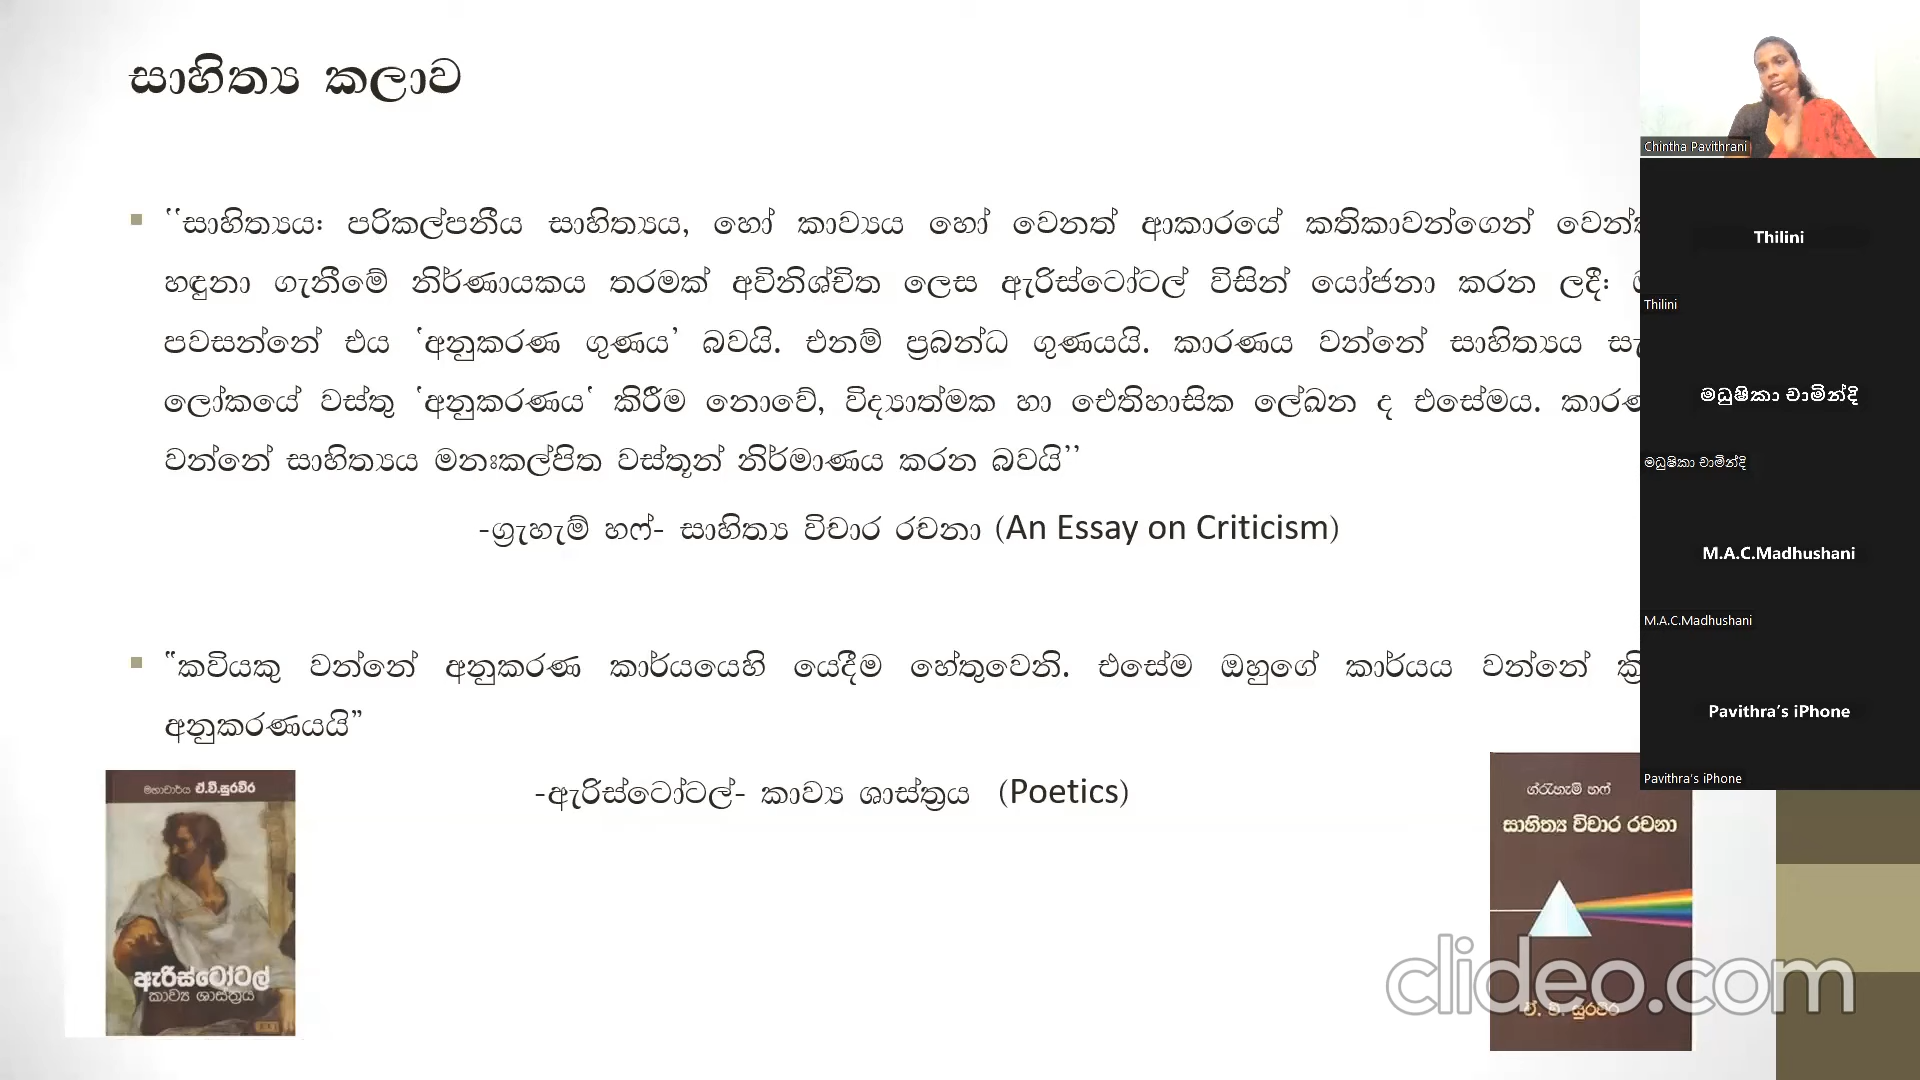 සාහිත්‍ය කලාව
‘‘සාහිත්‍යය: පරිකල්පනීය සාහිත්‍යය, හෝ කාව්‍යය හෝ වෙනත් ආකාරයේ කතිකාවන්ගෙන්
හඳුනා ගැනීමේ නිර්ණායකය තරමක් අවිනිශ්චිත ලෙස ඇරිස්ටෝටල් විසින් යෝජනා කරන ලදී:
පවසන්නේ එය ‘අනුකරණ ගුණය’ බවයි. එනම් ප්‍රබන්ධ ගුණයයි. කාරණය වන්නේ සාහිත්‍යය
ලෝකයේ වස්තු ‘අනුකරණය‘ කිරීම නොවේ, විද්‍යාත්මක හා ඓතිහාසික ලේඛන ද එසේමය.
වන්නේ සාහිත්‍යය මනඃකල්පිත වස්තූන් නිර්මාණය කරන බවයි’’
-ග්‍රැහැම් හෆ්- සාහිත්‍ය විචාර රචනා (An Essay on Criticism)
“කවියකු වන්නේ අනුකරණ කාර්යයෙහි යෙදීම හේතුවෙනි. එසේම ඔහුගේ කාර්යය වන්නේ
අනුකරණයයි”
-ඇරිස්ටෝටල්- කාව්‍ය ශාස්ත්‍රය (Poetics)
මහාචාර්ය ඒ.වී.සුරවීර
ඇරිස්ටෝටල්
කාව්‍ය ශාස්ත්‍රය
ග්රැහැම් හෆ්
සාහිත්‍ය විචාර රචනා
ඒ. වී. සුරවීර
clideo.com
Chintha Pavithrani
Thilini
Thilini
මධුෂිකා චාමින්දි
මධුෂිකා චාමින්දි
M.A.C.Madhushani
M.A.C.Madhushani
Pavithra’s iPhone
Pavithra’s iPhone